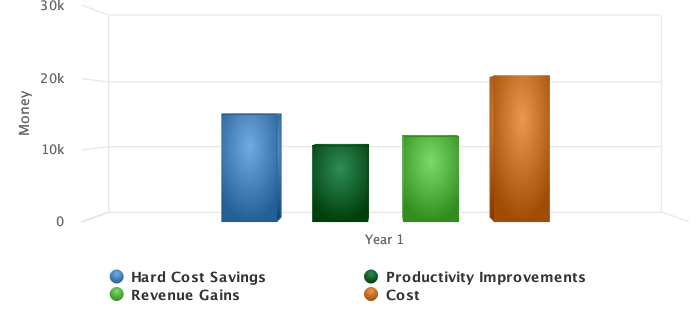 30k
20k
10k
0
Money
Year 1
Hard Cost Savings
Productivity Improvements
Revenue Gains
Cost